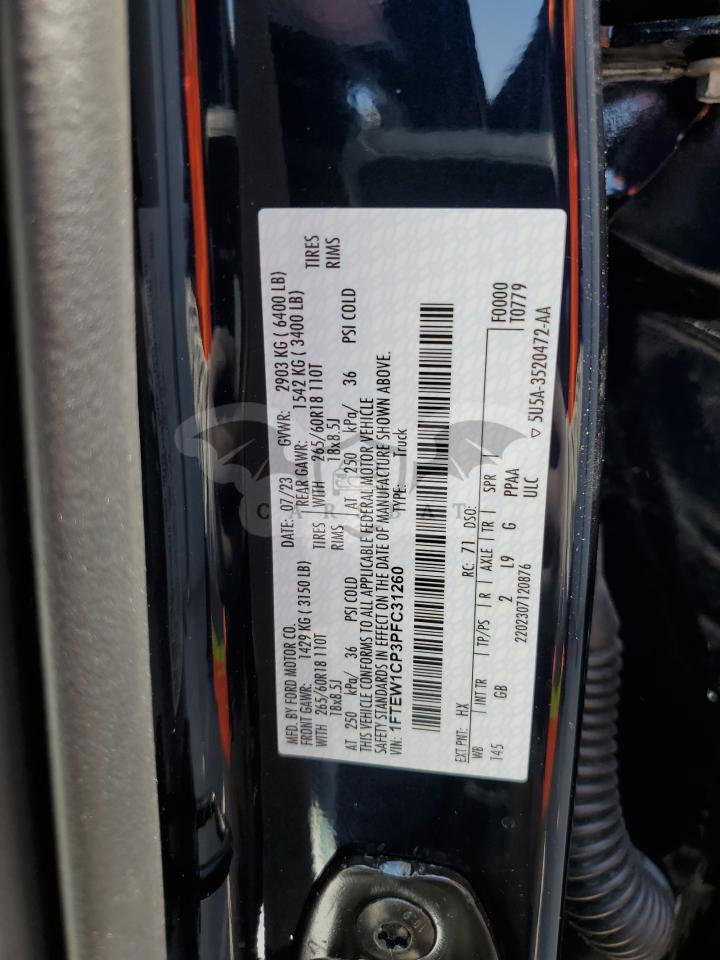 MFD. BY FORD MOTOR CO. DATE: 07/23 GVWR: 2903 KG ( 6400 LB)
FRONT GAWR: 1429 KG ( 3150 LB) REAR GAWR: 1542 KG ( 3400 LB)
WITH 265/60R18 110T TIRES WITH 265/60R18 110T TIRES
18x8.5J RIMS 18x8.5J RIMS
AT 250 kPa/ 36 PSI COLD AT 250 kPa/ 36 PSI COLD
THIS VEHICLE CONFORMS TO ALL APPLICABLE FEDERAL MOTOR VEHICLE
SAFETY STANDARDS IN EFFECT ON THE DATE OF MANUFACTURE SHOWN ABOVE.
VIN: 1FTEW1CP3PFC31260 TYPE: Truck
EXT PNT: HX RC: 71 DSO: F0000
WB INT TR TP/PS R AXLE TR SPR T0779
145 GB 2 L9 G PPAA
2202307120876 ULC
▽ 5U5A-3520472-AA
CAR CAT